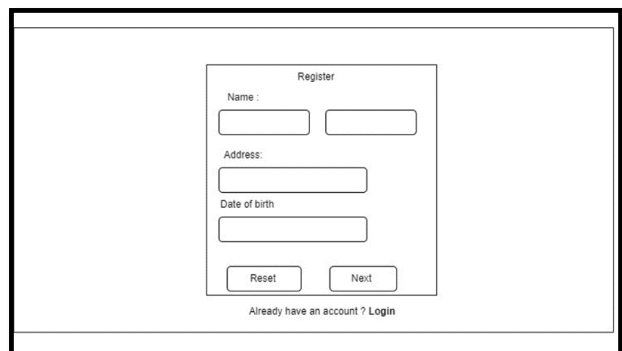 Register
Name :
Address:
Date of birth
Reset Next
Already have an account ? Login